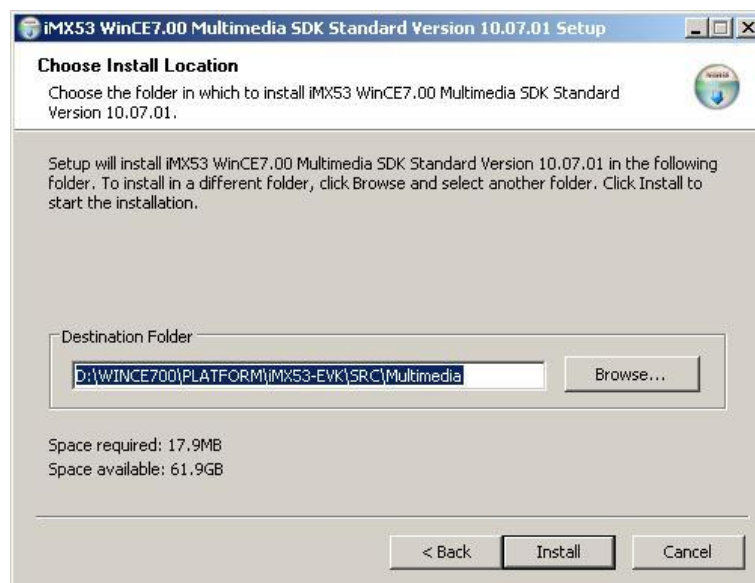 iMX53 WinCE7.00 Multimedia SDK Standard Version 10.07.01 Setup
Choose Install Location
Choose the folder in which to install iMX53 WinCE7.00 Multimedia SDK Standard
Version 10.07.01.
Setup will install iMX53 WinCE7.00 Multimedia SDK Standard Version 10.07.01 in the following
folder. To install in a different folder, click Browse and select another folder. Click Install to
start the installation.
Destination Folder
D:\WINCE700\PLATFORM\iMX53-EVK\SRC\Multimedia
Browse...
Space required: 17.9MB
Space available: 61.9GB
< Back
Install
Cancel